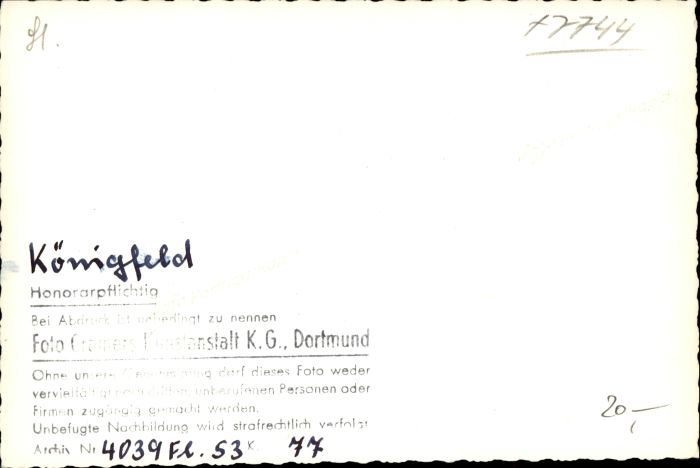 +7744
Königfeld
Honorarpflichtig
Bei Abdruck ist unbedingt zu nennen
Foto Cramers Kunstanstalt K.G., Dortmund
Ohne unsere Genehmigung darf dieses Foto weder
vervielfältigt noch dritten, unberufenen Personen oder
Firmen zugängig gemacht werden.
Unbefugte Nachbildung wird strafrechtlich verfolgt
Archiv Nr 4039 Fl. 53 K. 77
20,—